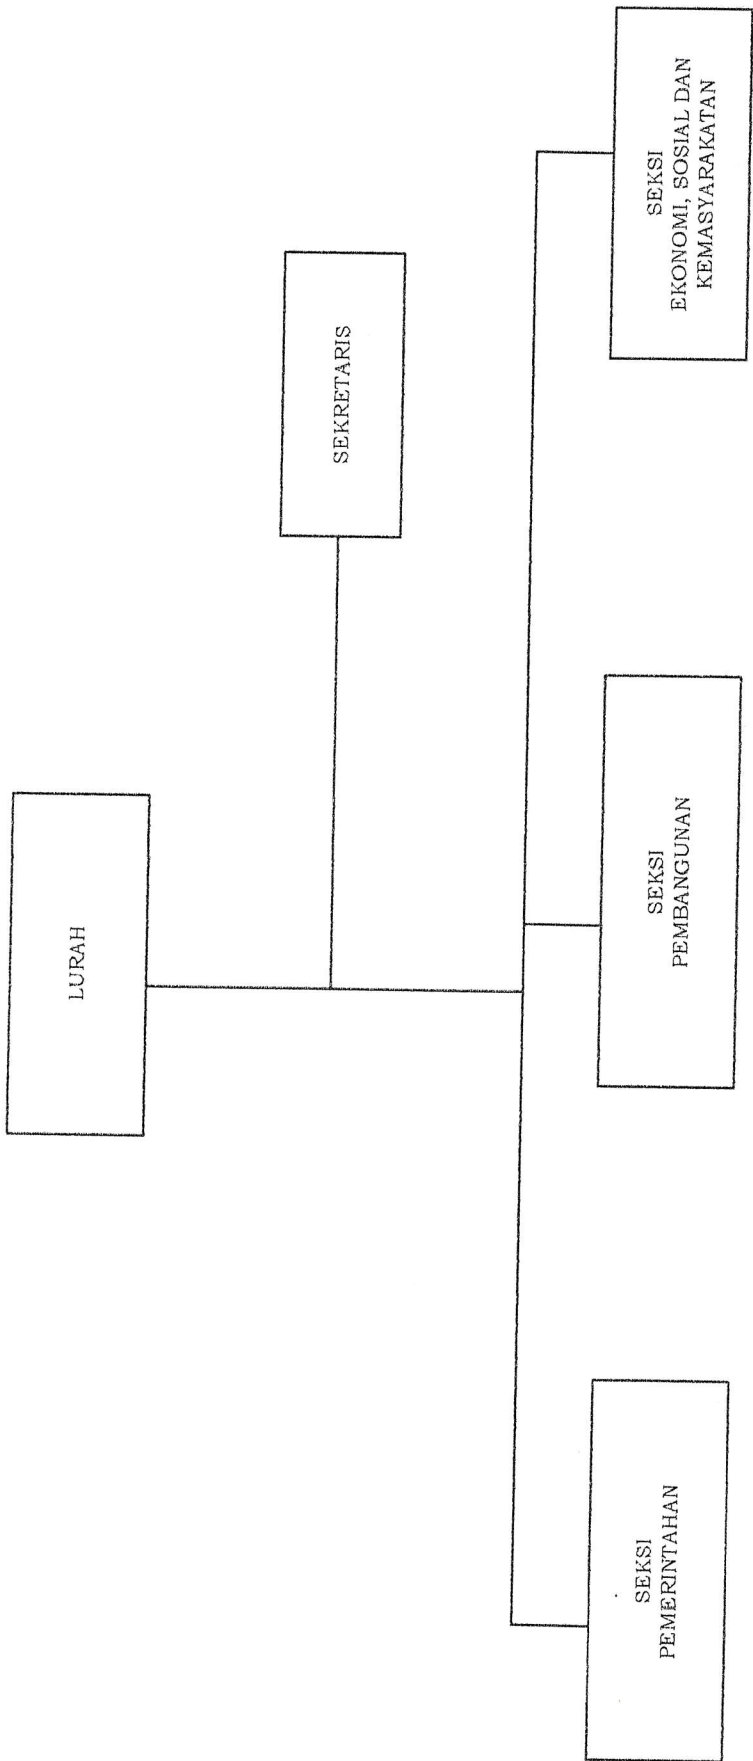 LURAH
SEKRETARIS
SEKSI
PEMERINTAHAN
SEKSI
PEMBANGUNAN
SEKSI
EKONOMI, SOSIAL DAN
KEMASYARAKATAN